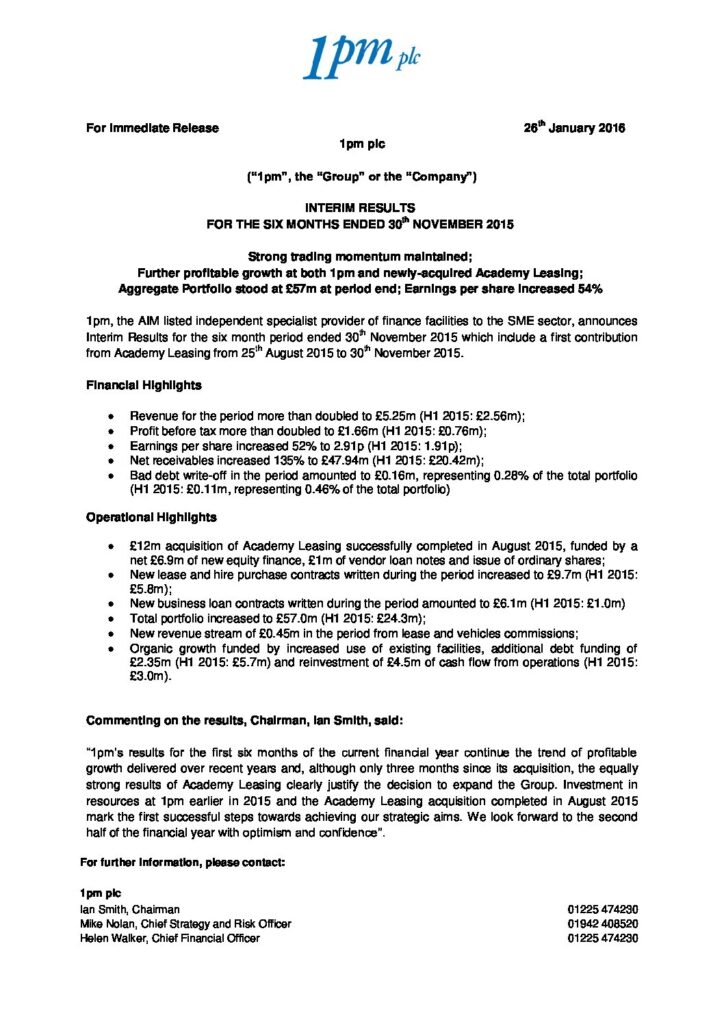 1pm plc
For Immediate Release 26th January 2016
1pm plc
("1pm", the "Group" or the "Company")
INTERIM RESULTS
FOR THE SIX MONTHS ENDED 30th NOVEMBER 2015
Strong trading momentum maintained;
Further profitable growth at both 1pm and newly-acquired Academy Leasing;
Aggregate Portfolio stood at £57m at period end; Earnings per share increased 54%
1pm, the AIM listed independent specialist provider of finance facilities to the SME sector, announces
Interim Results for the six month period ended 30th November 2015 which include a first contribution
from Academy Leasing from 25th August 2015 to 30th November 2015.
Financial Highlights
• Revenue for the period more than doubled to £5.25m (H1 2015: £2.56m);
• Profit before tax more than doubled to £1.66m (H1 2015: £0.76m);
• Earnings per share increased 52% to 2.91p (H1 2015: 1.91p);
• Net receivables increased 135% to £47.94m (H1 2015: £20.42m);
• Bad debt write-off in the period amounted to £0.16m, representing 0.28% of the total portfolio
(H1 2015: £0.11m, representing 0.46% of the total portfolio)
Operational Highlights
• £12m acquisition of Academy Leasing successfully completed in August 2015, funded by a
net £6.9m of new equity finance, £1m of vendor loan notes and issue of ordinary shares;
• New lease and hire purchase contracts written during the period increased to £9.7m (H1 2015:
£5.8m);
• New business loan contracts written during the period amounted to £6.1m (H1 2015: £1.0m)
• Total portfolio increased to £57.0m (H1 2015: £24.3m);
• New revenue stream of £0.45m in the period from lease and vehicles commissions;
• Organic growth funded by increased use of existing facilities, additional debt funding of
£2.35m (H1 2015: £5.7m) and reinvestment of £4.5m of cash flow from operations (H1 2015:
£3.0m).
Commenting on the results, Chairman, Ian Smith, said:
"1pm's results for the first six months of the current financial year continue the trend of profitable
growth delivered over recent years and, although only three months since its acquisition, the equally
strong results of Academy Leasing clearly justify the decision to expand the Group. Investment in
resources at 1pm earlier in 2015 and the Academy Leasing acquisition completed in August 2015
mark the first successful steps towards achieving our strategic aims. We look forward to the second
half of the financial year with optimism and confidence".
For further information, please contact:
1pm plc
Ian Smith, Chairman 01225 474230
Mike Nolan, Chief Strategy and Risk Officer 01942 408520
Helen Walker, Chief Financial Officer 01225 474230